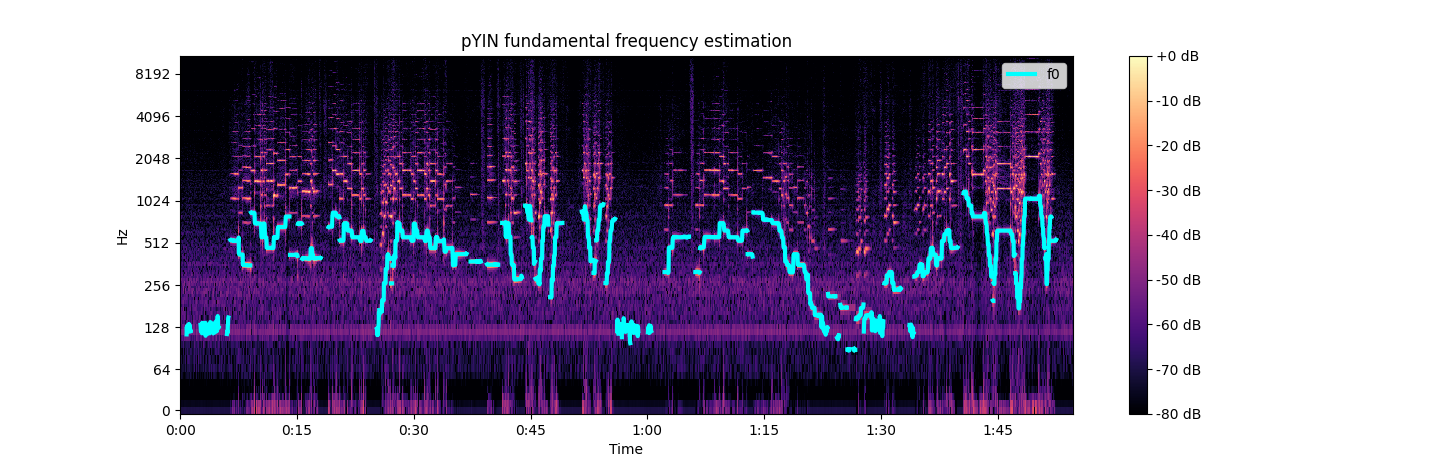 pYIN fundamental frequency estimation
f0
8192
4096
2048
1024
512
256
128
64
0
Hz
0:00
0:15
0:30
0:45
1:00
1:15
1:30
1:45
Time
+0 dB
-10 dB
-20 dB
-30 dB
-40 dB
-50 dB
-60 dB
-70 dB
-80 dB